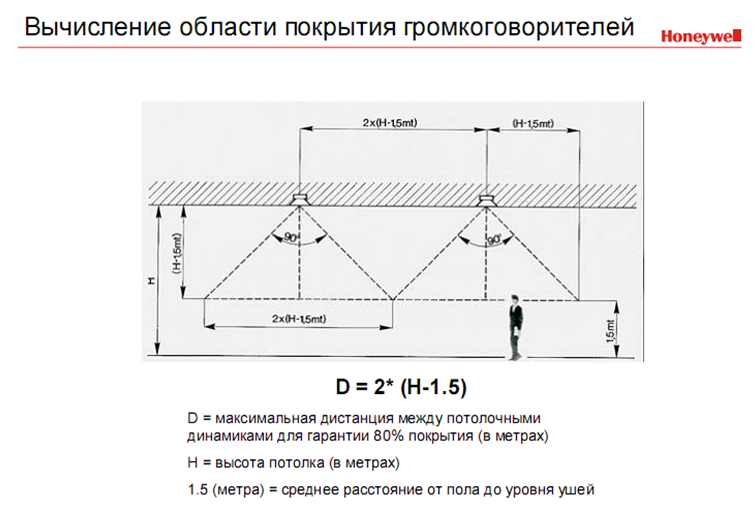 Вычисление области покрытия громкоговорителей
Honeywell
2x(H-1,5mt)
(H-1,5mt)
90°
90°
(H-1,5mt)
H
2x(H-1,5mt)
1,5mt
D = 2* (H-1.5)
D = максимальная дистанция между потолочными
динамиками для гарантии 80% покрытия (в метрах)
H = высота потолка (в метрах)
1.5 (метра) = среднее расстояние от пола до уровня ушей